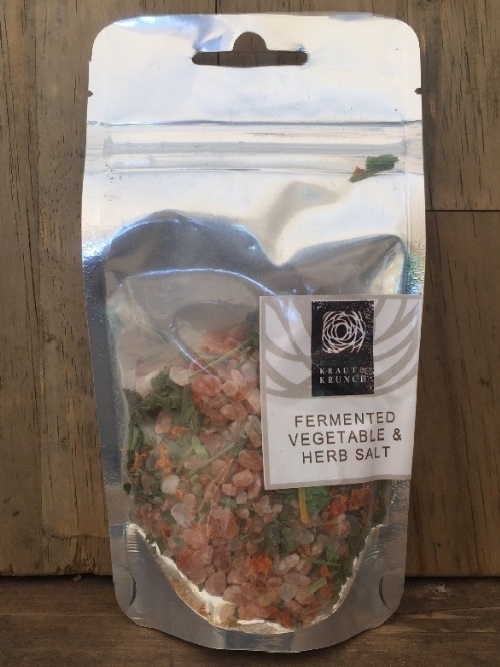 KRAUT &
KRUNCH
FERMENTED
VEGETABLE &
HERB SALT